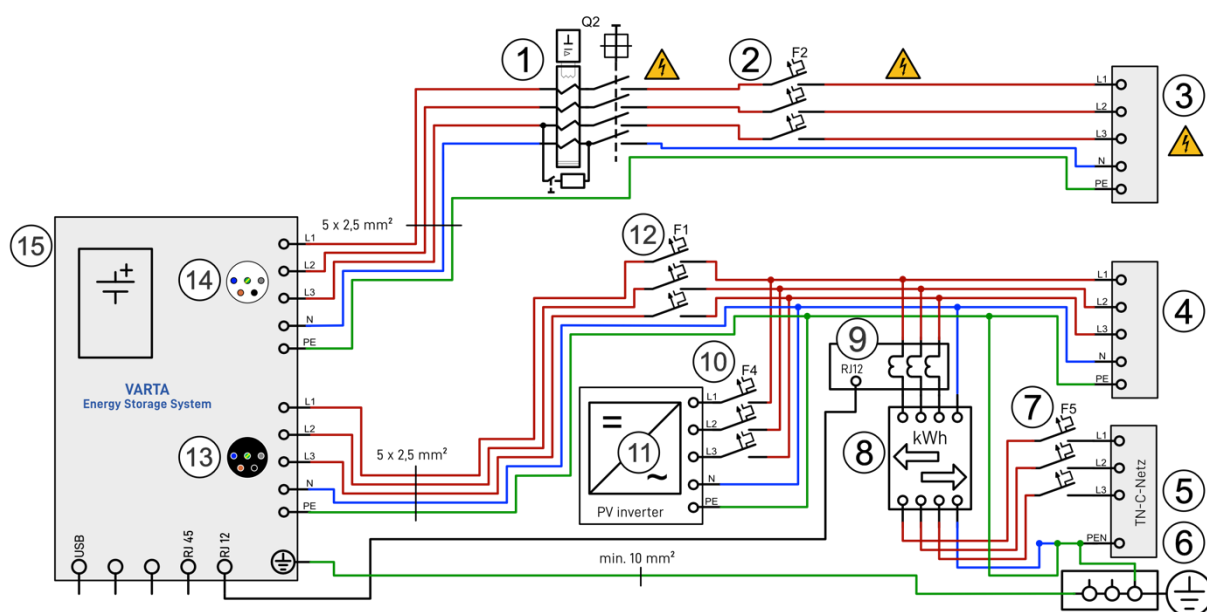 Q2
1
2
F2
3
L1
L2
L3
N
PE
5 x 2,5 mm²
15
14
L1
L2
L3
N
PE
VARTA
Energy Storage System
13
L1
L2
L3
N
PE
5 x 2,5 mm²
USB
RJ 45
RJ 12
12
F1
L1
L2
L3
N
PE
4
9
RJ12
10
F4
L1
L2
L3
N
PE
11
PV inverter
8
kWh
7
F5
L1
L2
L3
PEN
TN-C-Netz
5
6
min. 10 mm²